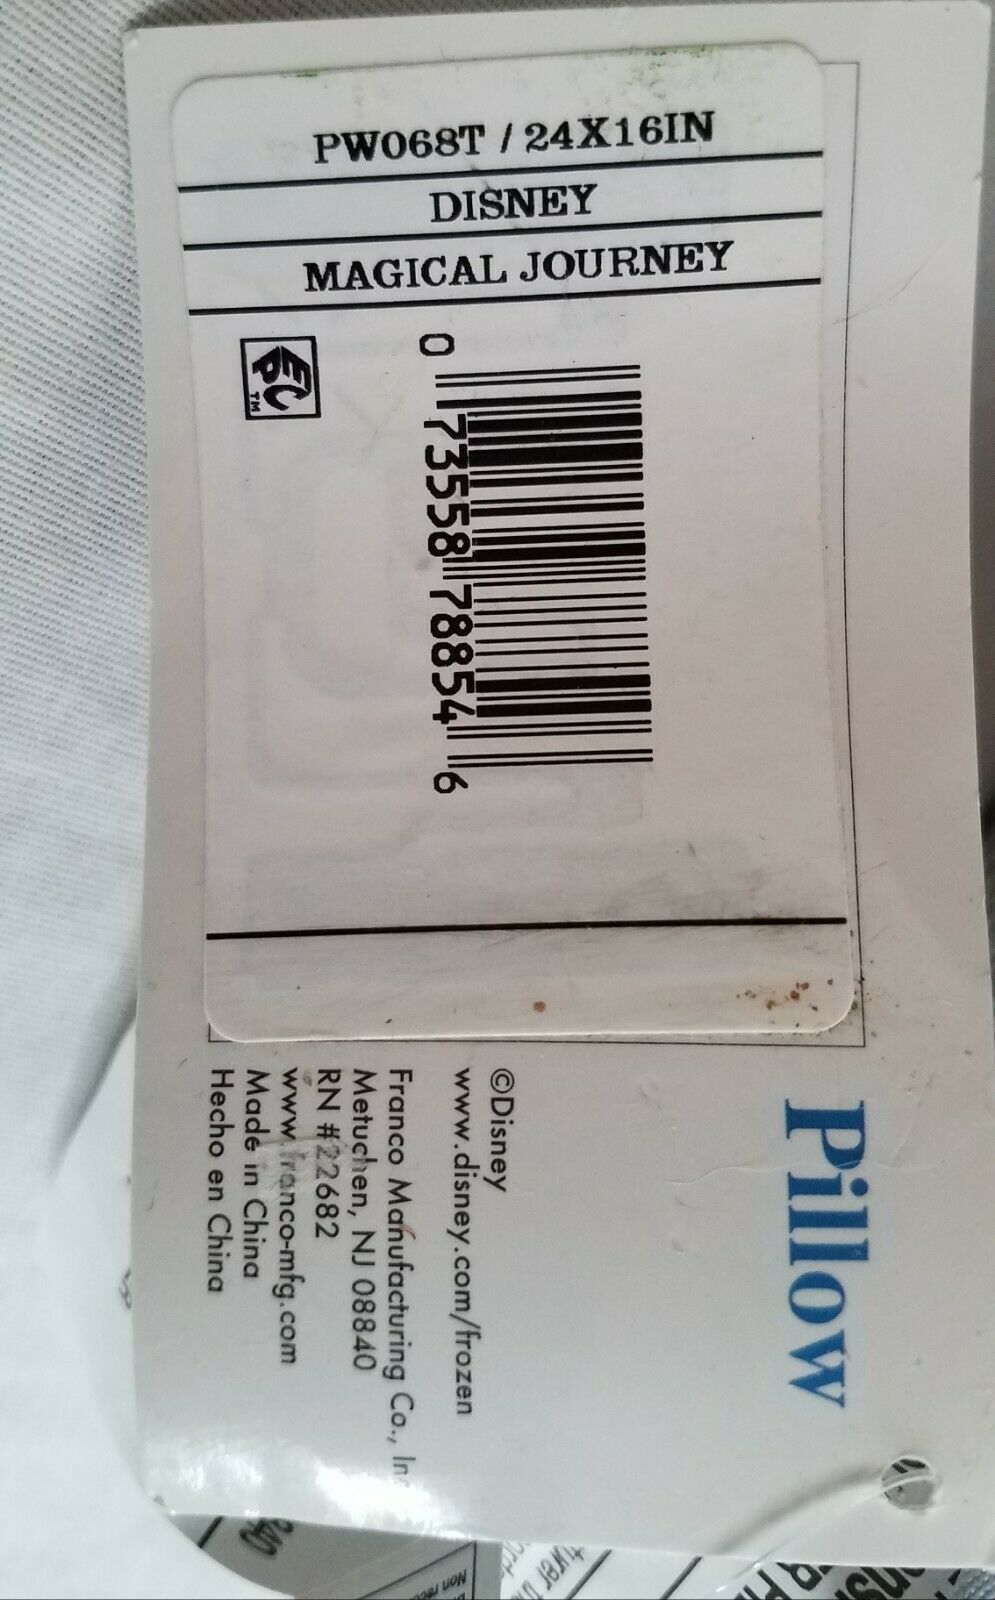 PW068T / 24X16IN
DISNEY
MAGICAL JOURNEY
ECP™
0 73558 78854 6
Pillow
©Disney
www.disney.com/frozen
Franco Manufacturing Co.,
Metuchen, NJ 08840
RN #22682
www.franco-mfg.com
Made in China
Hecho en China